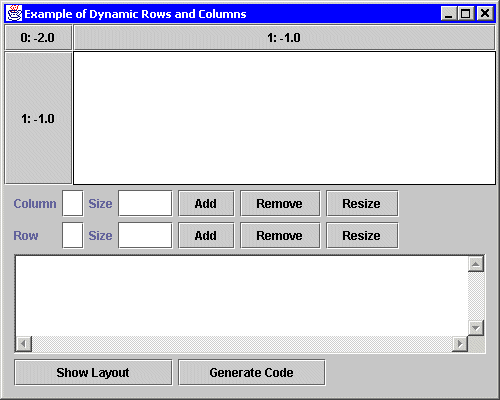 Example of Dynamic Rows and Columns
0: -2.0 1: -1.0
1: -1.0
Column Size Add Remove Resize
Row Size Add Remove Resize
Show Layout Generate Code